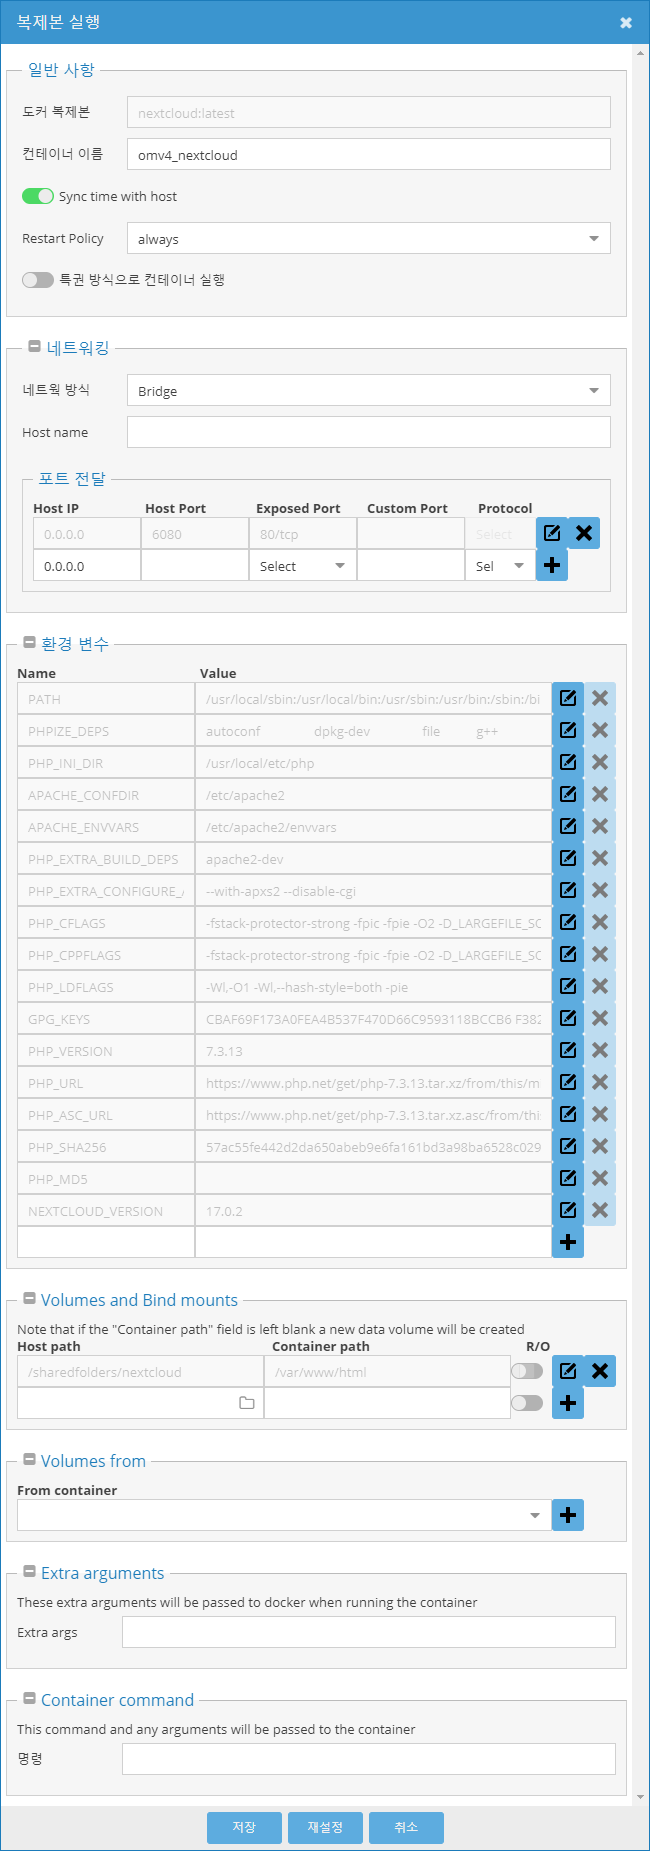 복제본 실행
일반 사항
도커 복제본 nextcloud:latest
컨테이너 이름 omv4_nextcloud
Sync time with host
Restart Policy always
특권 방식으로 컨테이너 실행
네트워킹
네트웍 방식 Bridge
Host name
포트 전달
Host IP Host Port Exposed Port Custom Port Protocol
0.0.0.0 6080 80/tcp Select
0.0.0.0 Select Sel
환경 변수
Name Value
PATH /usr/local/sbin:/usr/local/bin:/usr/sbin:/usr/bin:/sbin:/bi
PHPIZE_DEPS autoconf dpkg-dev file g++
PHP_INI_DIR /usr/local/etc/php
APACHE_CONFDIR /etc/apache2
APACHE_ENVVARS /etc/apache2/envvars
PHP_EXTRA_BUILD_DEPS apache2-dev
PHP_EXTRA_CONFIGURE_ --with-apxs2 --disable-cgi
PHP_CFLAGS -fstack-protector-strong -fpic -fpie -O2 -D_LARGEFILE_SC
PHP_CPPFLAGS -fstack-protector-strong -fpic -fpie -O2 -D_LARGEFILE_SC
PHP_LDFLAGS -Wl,-O1 -Wl,--hash-style=both -pie
GPG_KEYS CBAF69F173A0FEA4B537F470D66C9593118BCCB6 F382
PHP_VERSION 7.3.13
PHP_URL https://www.php.net/get/php-7.3.13.tar.xz/from/this/m
PHP_ASC_URL https://www.php.net/get/php-7.3.13.tar.xz.asc/from/thi
PHP_SHA256 57ac55fe442d2da650abeb9e6fa161bd3a98ba6528c029
PHP_MD5
NEXTCLOUD_VERSION 17.0.2
Volumes and Bind mounts
Note that if the "Container path" field is left blank a new data volume will be created
Host path Container path R/O
/sharedfolders/nextcloud /var/www/html
Volumes from
From container
Extra arguments
These extra arguments will be passed to docker when running the container
Extra args
Container command
This command and any arguments will be passed to the container
명령
저장 재설정 취소